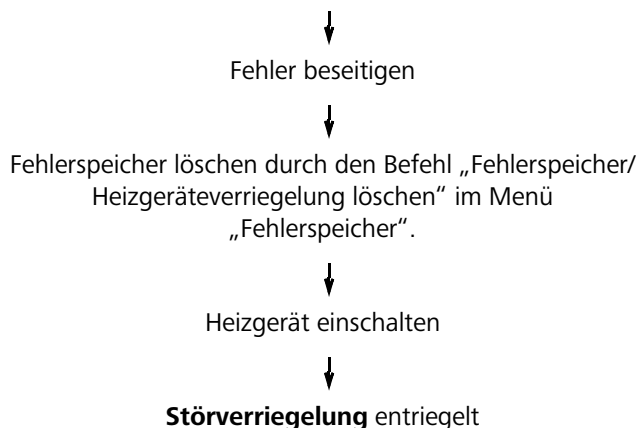 Fehler beseitigen
Fehlerspeicher löschen durch den Befehl „Fehlerspeicher/
Heizgeräteverriegelung löschen“ im Menü
„Fehlerspeicher“.
Heizgerät einschalten
Störverriegelung entriegelt